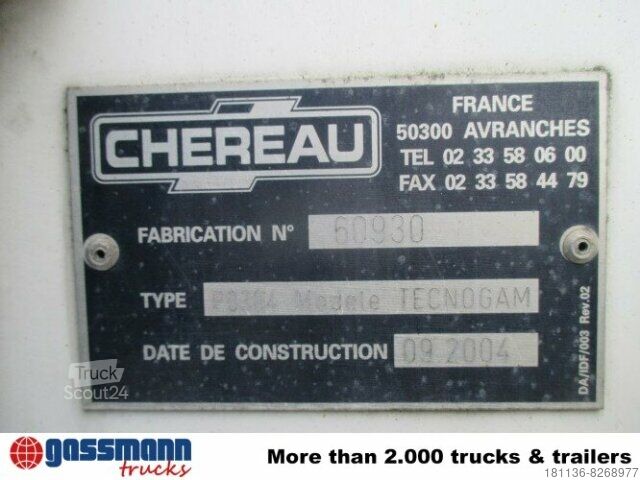 CHEREAU
FRANCE
50300 AVRANCHES
TEL 02 33 58 06 00
FAX 02 33 58 44 79
FABRICATION N° 60930
TYPE Modele TECNOGAM
DATE DE CONSTRUCTION 09 2004
DA/IDF/003 Rev.02
Truck
Scout24
gassmann
trucks
More than 2.000 trucks & trailers
181136-8268977